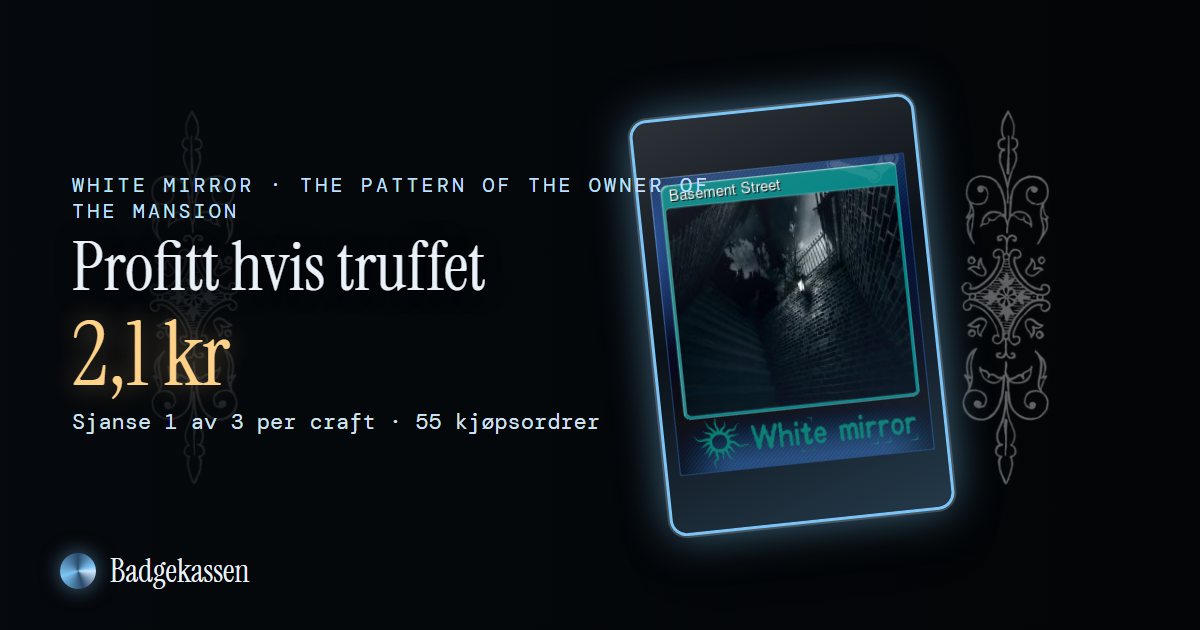 WHITE MIRROR · THE PATTERN OF THE OWNER OF
THE MANSION
Profitt hvis truffet
2,1 kr
Sjanse 1 av 3 per craft · 55 kjøpsordrer
Basement Street
White mirror
Badgekassen